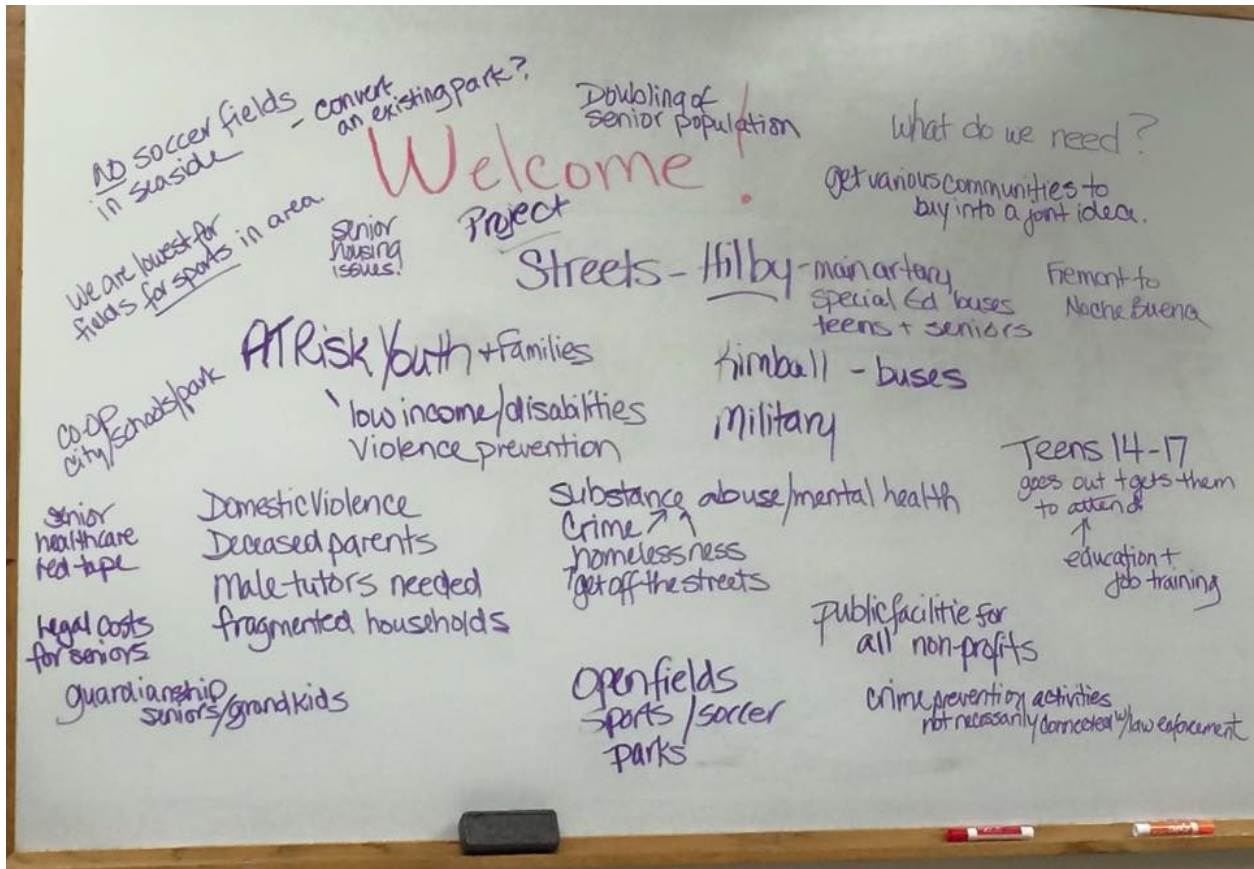 NO soccer fields
in seaside
- convert
an existing park?
Doubling of
senior population
what do we need?
Welcome!
get various communities to
buy into a joint idea.
We are lowest for
fields for sports in area.
senior
housing
issues!
Project
Streets - Hilby - main artery
special Ed buses
teens + seniors
Fremont to
Noche Buena
AT Risk Youth + Families
low income/disabilities
Violence prevention
Kimball - buses
Military
CO-OP
city/schools/park
Teens 14-17
goes out + gets them
to attend
↑
education +
job training
senior
healthcare
red tape
Domestic Violence
Deceased parents
Male-tutors needed
fragmented households
substance abuse/mental health
Crime ↗ ↑
homelessness
↑ get off the streets
Legal Costs
for seniors
guardianship
seniors/grandkids
public facilitie for
all non-profits
open fields
sports / soccer
parks
crime prevention activities
not necessarily connected w/ law enforcement